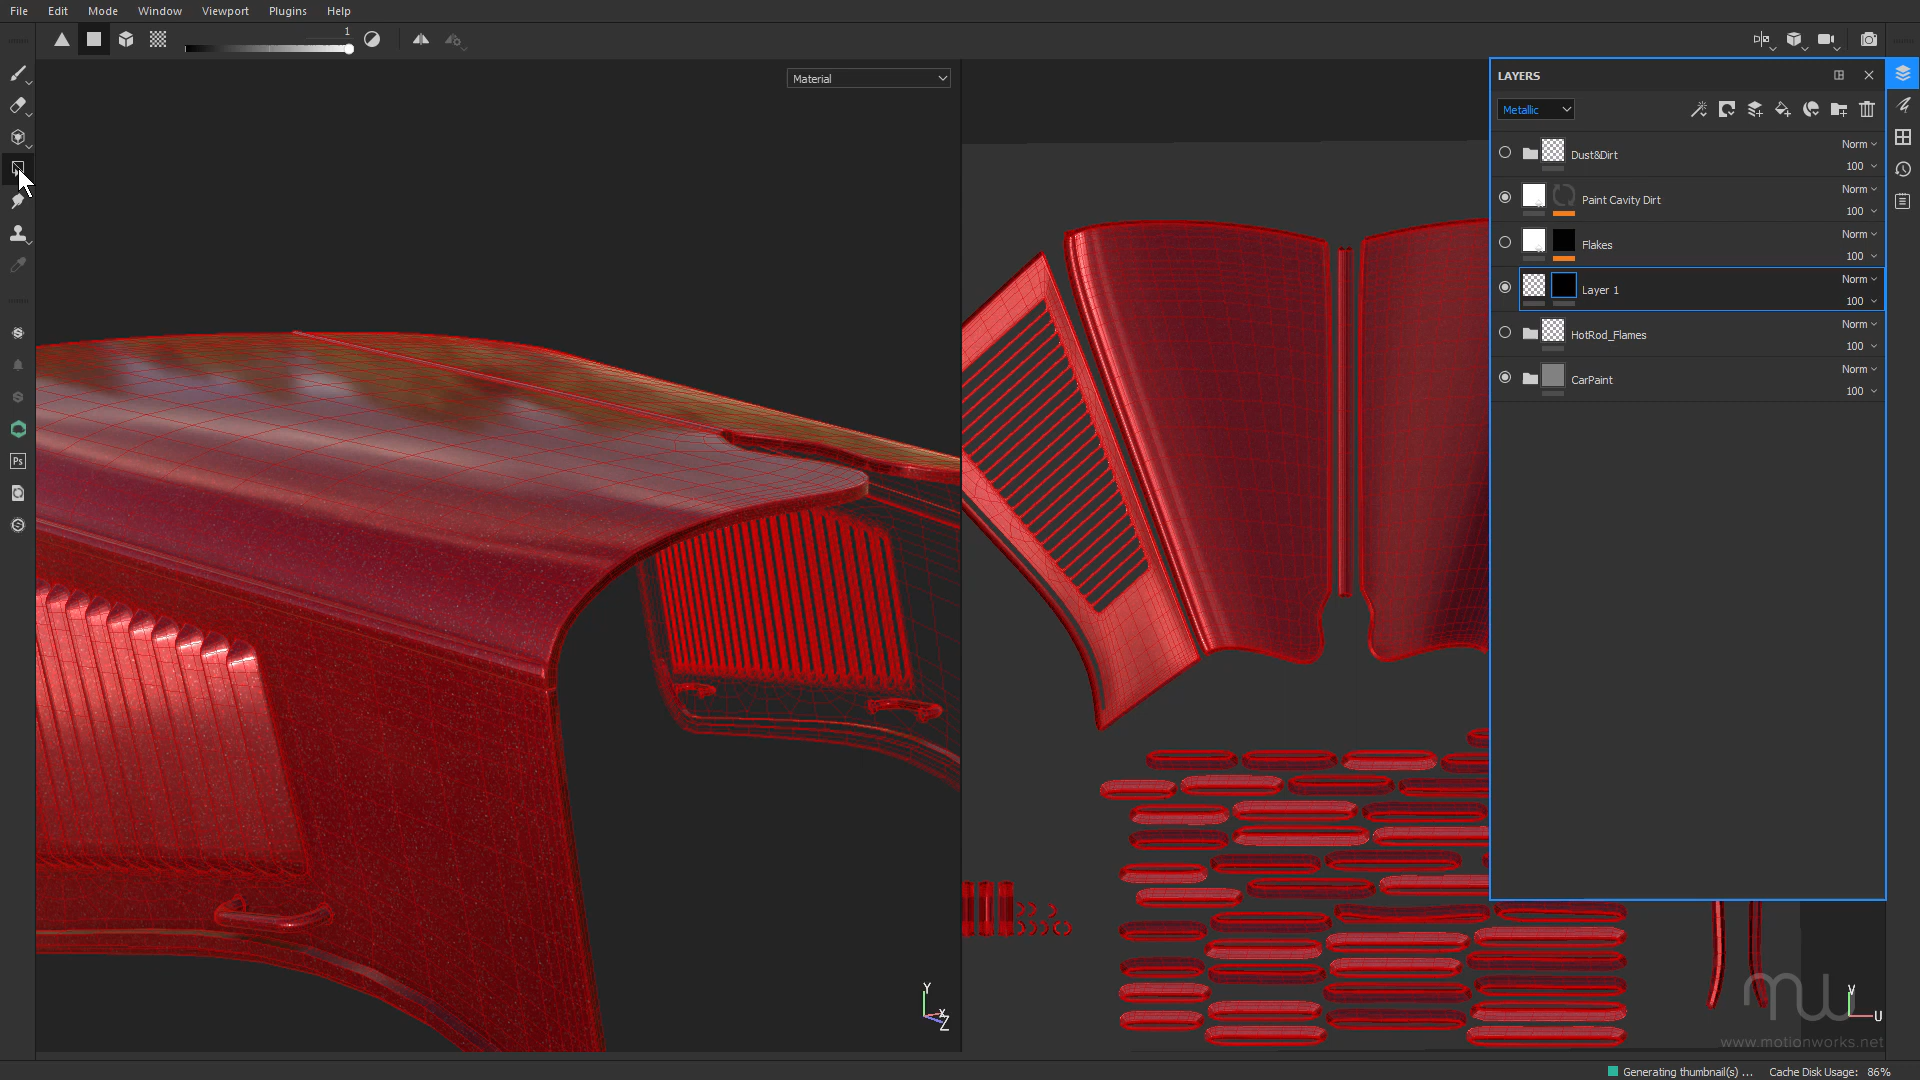 File Edit Mode Window Viewport Plugins Help
1
Material
LAYERS
Metallic
Dust&Dirt Norm
100
Paint Cavity Dirt Norm
100
Flakes Norm
100
Layer 1 Norm
100
HotRod_Flames Norm
100
CarPaint Norm
100
Ps
Y
X
Z
V
U
mw
www.motionworks.net
Generating thumbnail(s) ... Cache Disk Usage: 86%